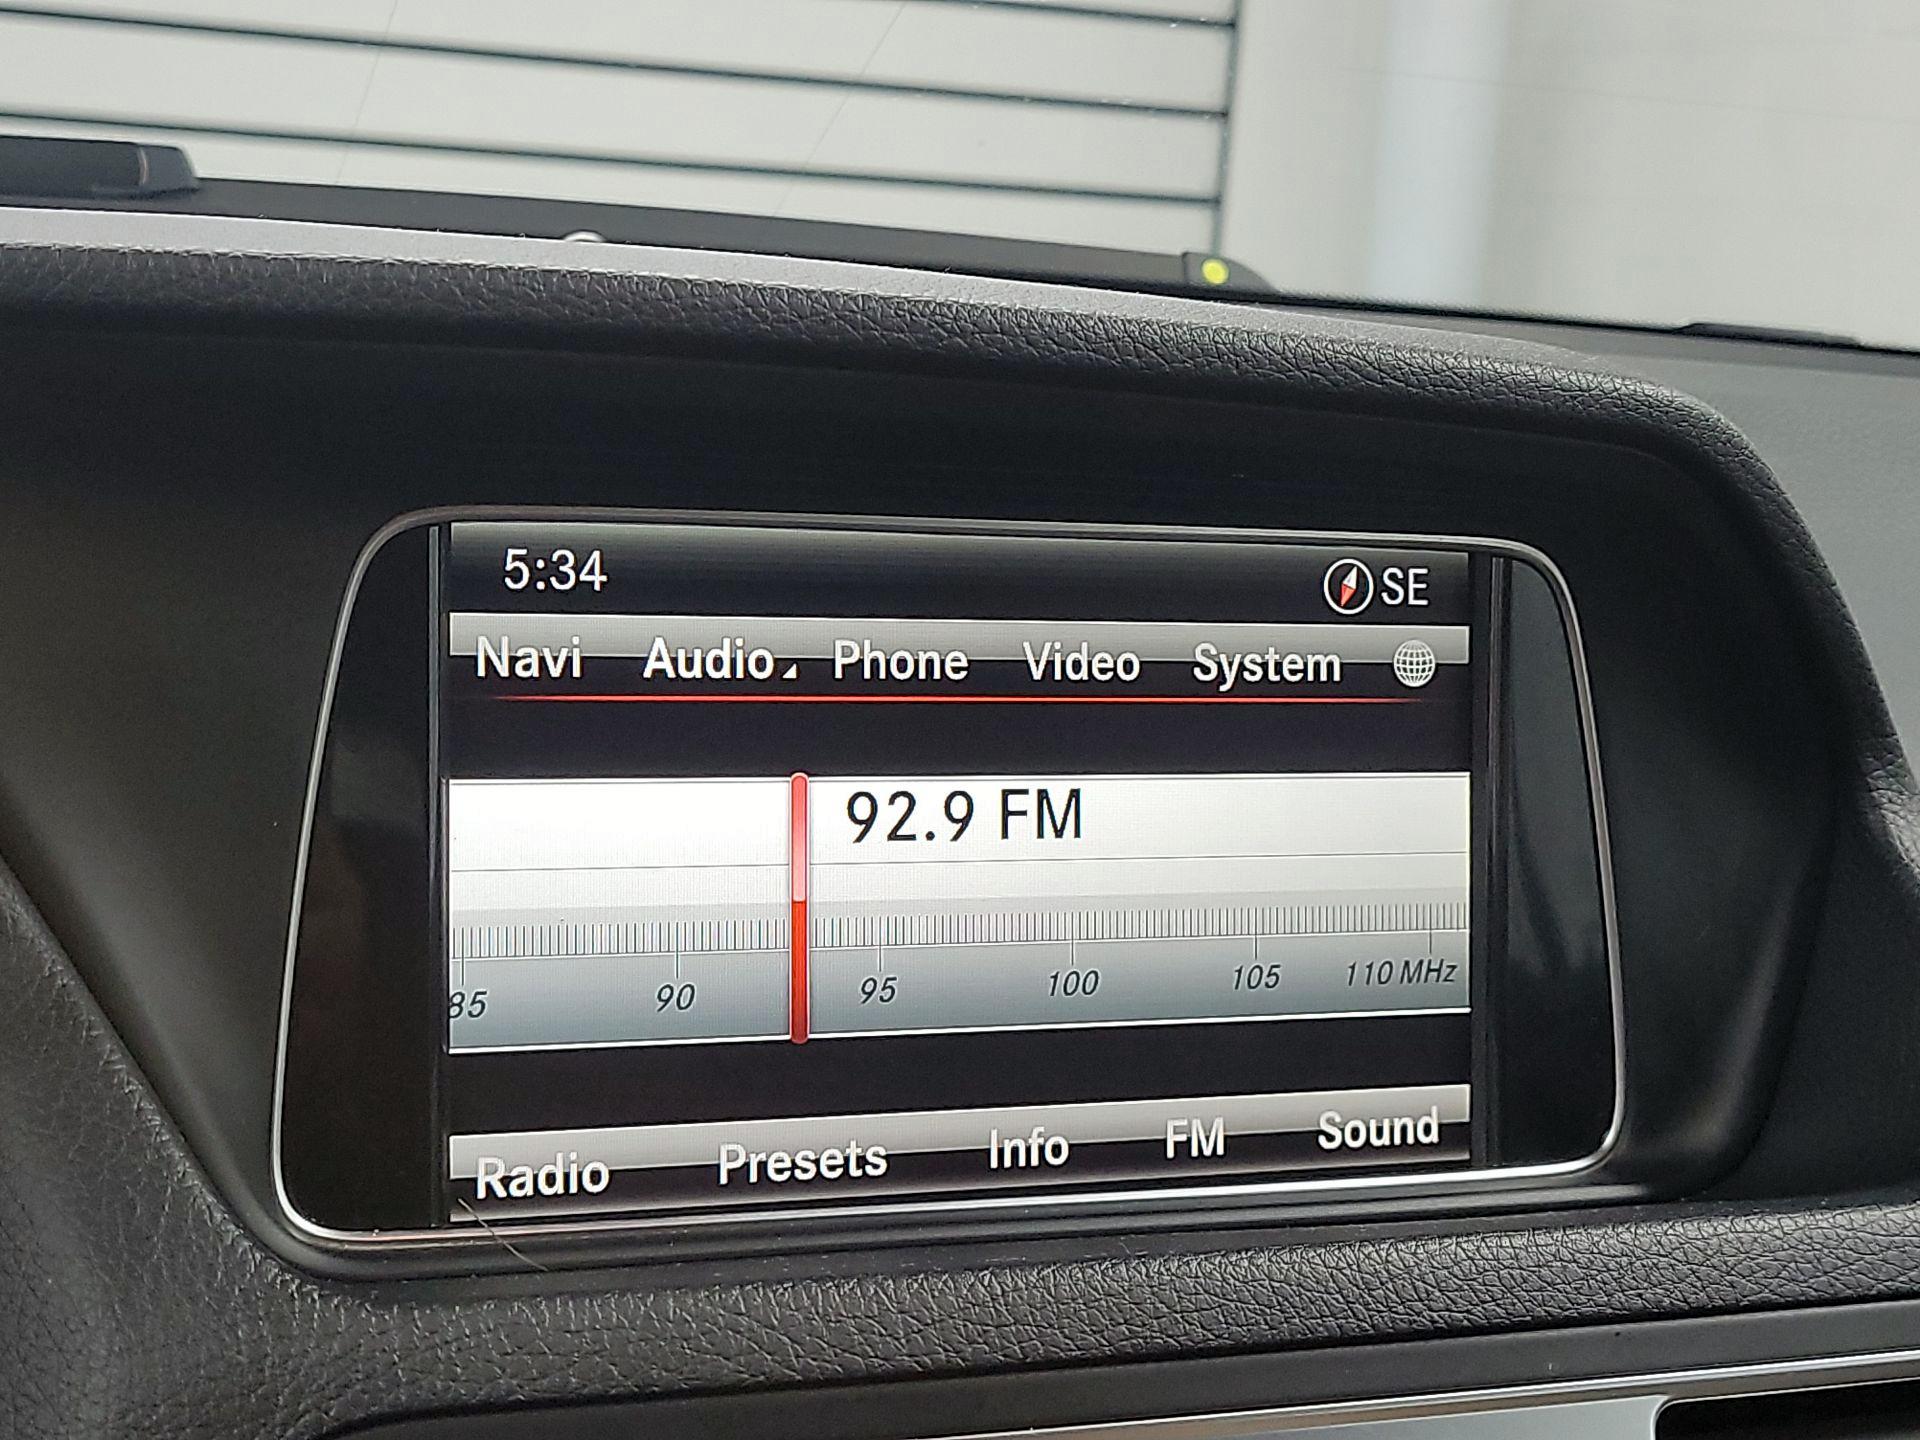 5:34 SE
Navi Audio Phone Video System
92.9 FM
85 90 95 100 105 110 MHz
Radio Presets Info FM Sound